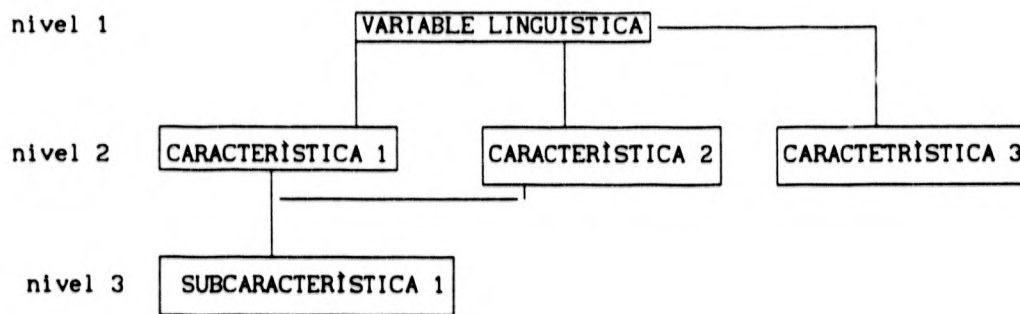 nivel 1 VARIABLE LINGUISTICA
nivel 2 CARACTERÌSTICA 1 CARACTERÌSTICA 2 CARACTETRÌSTICA 3
nivel 3 SUBCARACTERÌSTICA 1